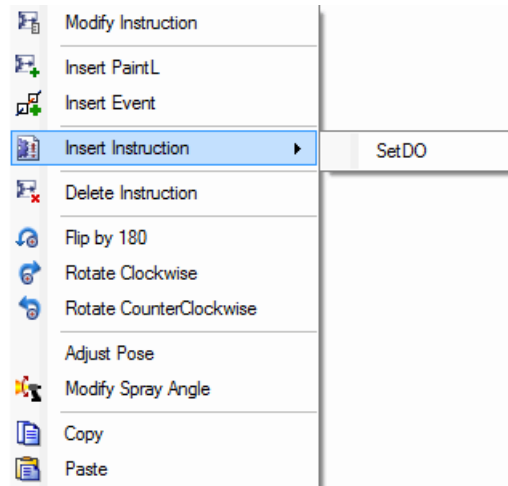 Modify Instruction
Insert PaintL
Insert Event
Insert Instruction
SetDO
Delete Instruction
Flip by 180
Rotate Clockwise
Rotate CounterClockwise
Adjust Pose
Modify Spray Angle
Copy
Paste